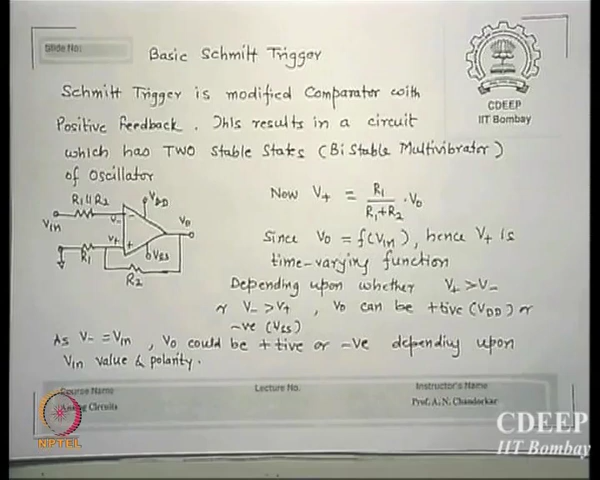 Slide No:
Basic Schmitt Trigger
CDEEP
IIT Bombay
Schmitt Trigger is modified Comparator with
Positive Feedback. This results in a circuit
which has TWO Stable States (Bi Stable Multivibrator)
of Oscillator
R1||R2
VDD
Vin
V-
V+
Vo
VSS
R1
R2
Now V+ = R1/(R1+R2) . Vo
Since Vo = f(Vin), hence V+ is
time-varying function
Depending upon whether V+ > V-
or V- > V+ , Vo can be +tive (VDD) or
-ve (VSS)
As V- = Vin , Vo could be +tive or -ve depending upon
Vin value & polarity.
Course Name
Analog Circuits
Lecture No.
Instructor's Name
Prof. A. N. Chandorkar
NPTEL
CDEEP
IIT Bombay